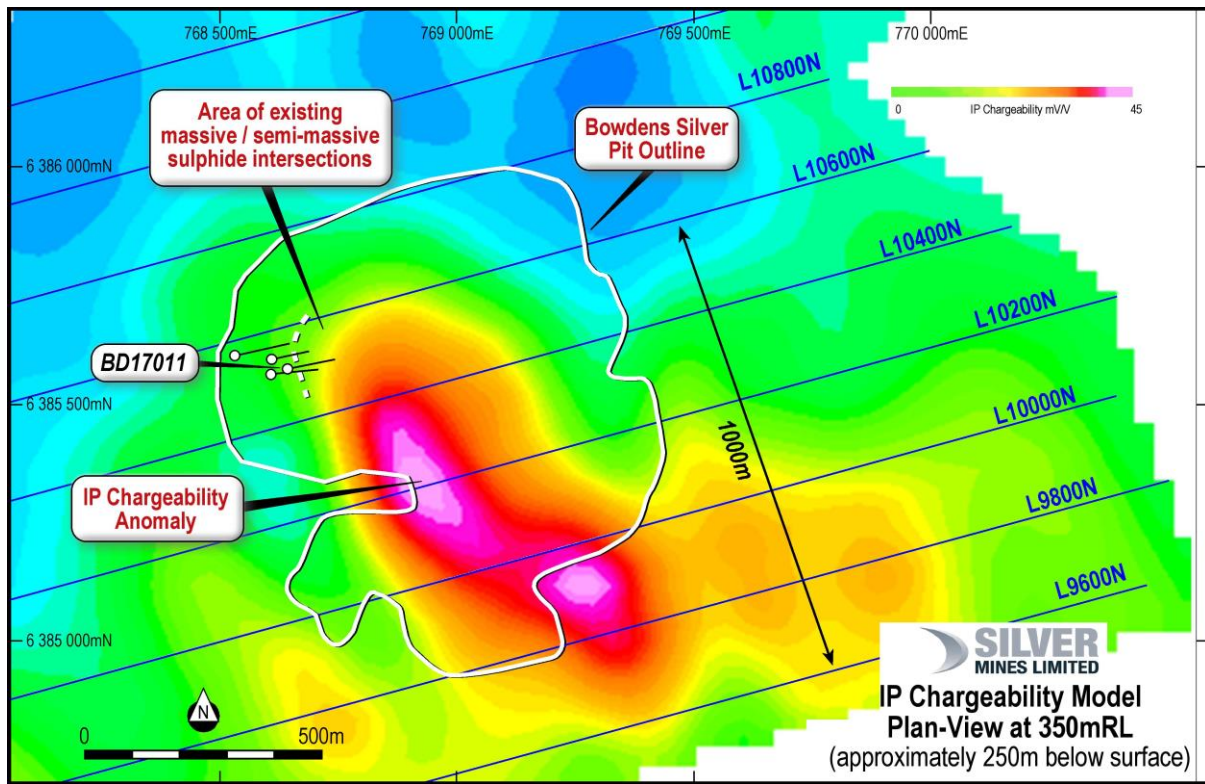 768 500mE
769 000mE
769 500mE
770 000mE
L10800N
0
45
IP Chargeability mV/V
Area of existing
massive / semi-massive
sulphide intersections
Bowdens Silver
Pit Outline
6 386 000mN
L10600N
L10400N
L10200N
BD17011
6 385 500mN
L10000N
1000m
IP Chargeability
Anomaly
L9800N
L9600N
6 385 000mN
SILVER
MINES LIMITED
IP Chargeability Model
Plan-View at 350mRL
(approximately 250m below surface)
N
0
500m